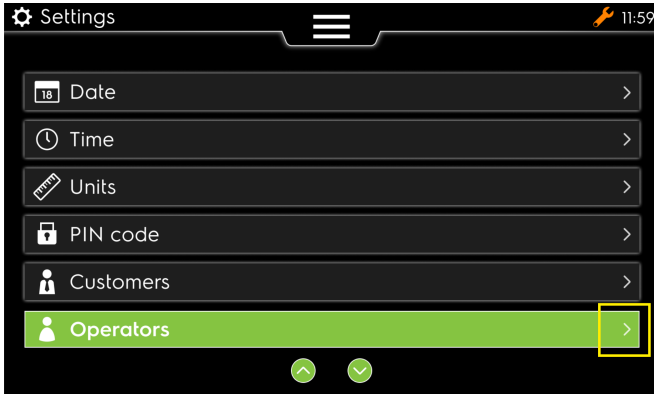 Settings
11:59
18 Date
Time
Units
PIN code
Customers
Operators